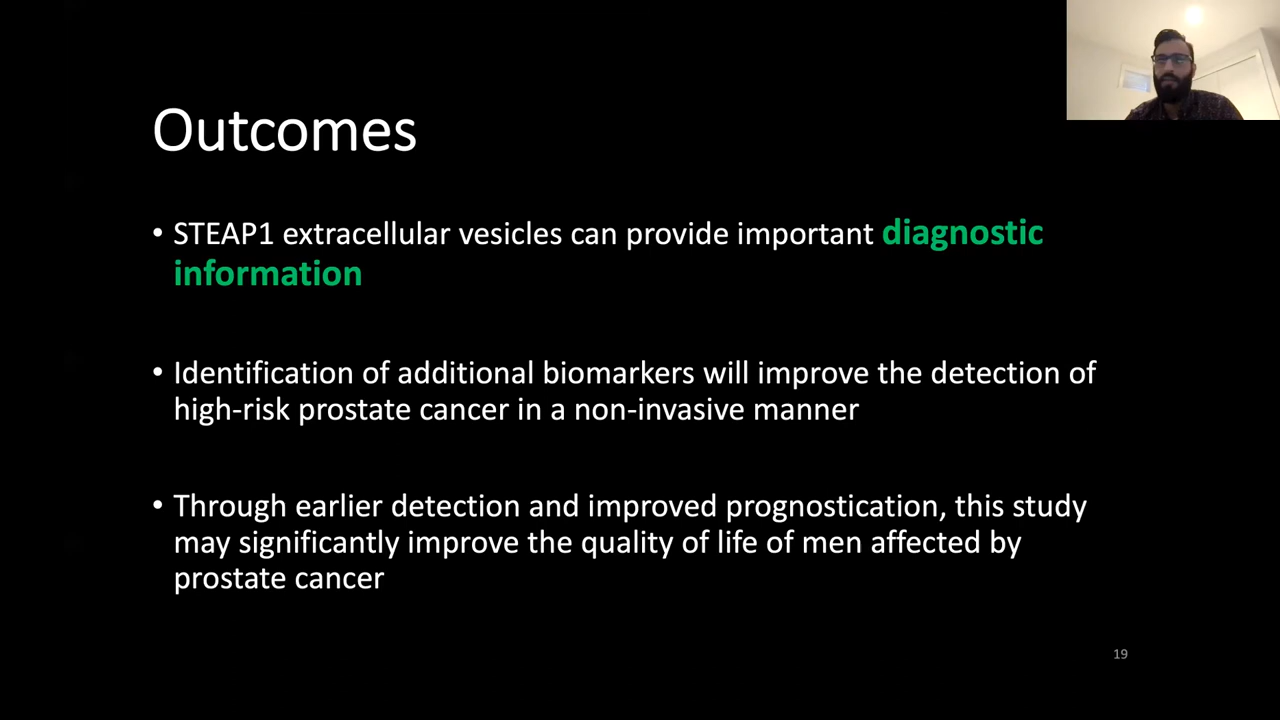 Outcomes
• STEAP1 extracellular vesicles can provide important diagnostic
information
• Identification of additional biomarkers will improve the detection of
high-risk prostate cancer in a non-invasive manner
• Through earlier detection and improved prognostication, this study
may significantly improve the quality of life of men affected by
prostate cancer
19